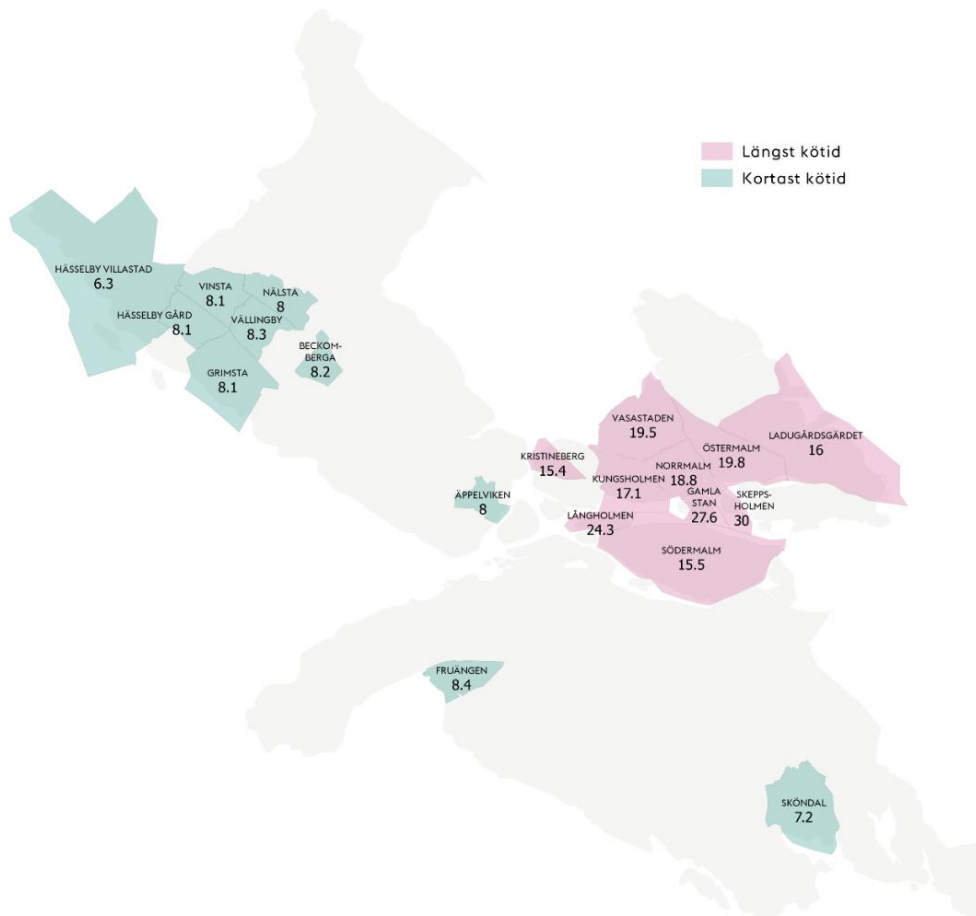 Längst kötid
Kortast kötid
HÄSSELBY VILLASTAD
6.3
VINSTA
8.1
NÄLSTA
8
HÄSSELBY GÅRD
8.1
VÄLLINGBY
8.3
BECKOM-
BERGA
8.2
GRIMSTA
8.1
VASASTADEN
19.5
LADUGÅRDSGÄRDET
16
ÖSTERMALM
19.8
KRISTINEBERG
15.4
NORRMALM
18.8
KUNGSHOLMEN
17.1
GAMLA
STAN
27.6
SKEPPS-
HOLMEN
30
ÄPPELVIKEN
8
LÅNGHOLMEN
24.3
SÖDERMALM
15.5
FRUÄNGEN
8.4
SKÖNDAL
7.2